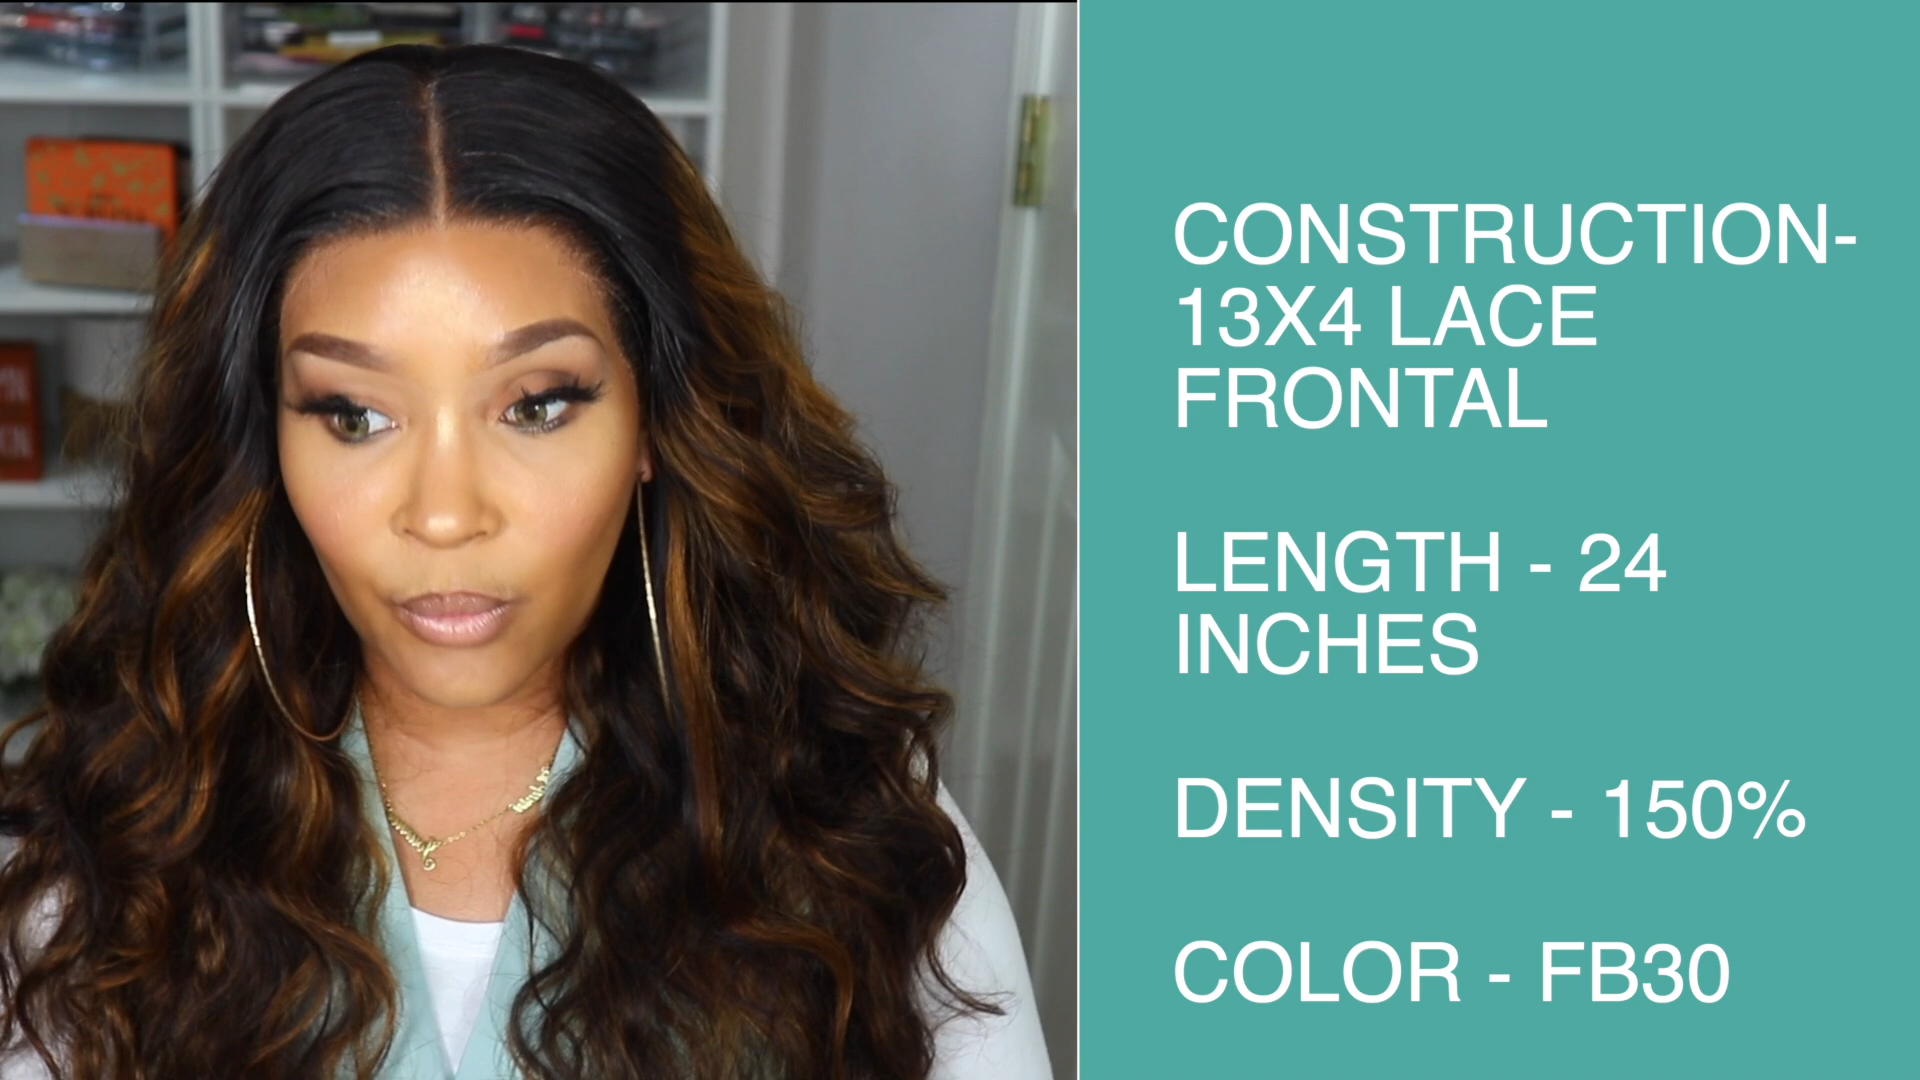 CONSTRUCTION-
13X4 LACE
FRONTAL
LENGTH - 24
INCHES
DENSITY - 150%
COLOR - FB30